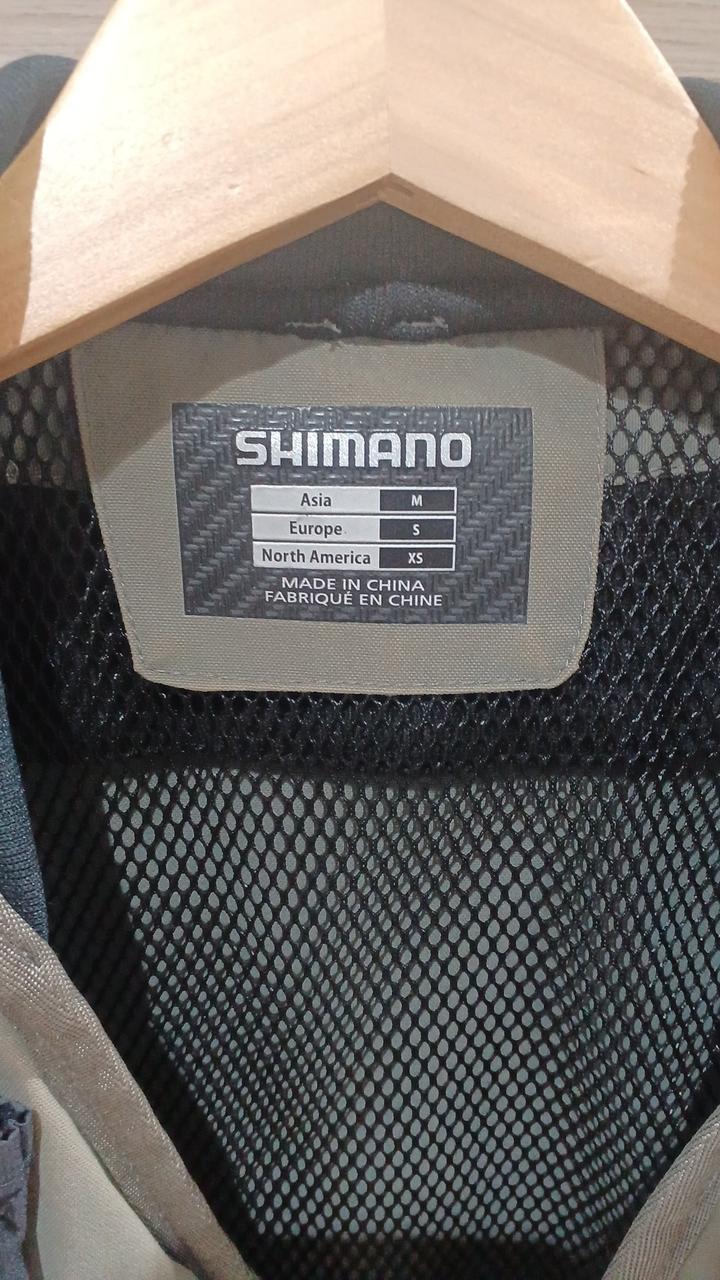 SHIMANO
Asia M
Europe S
North America XS
MADE IN CHINA
FABRIQUÉ EN CHINE